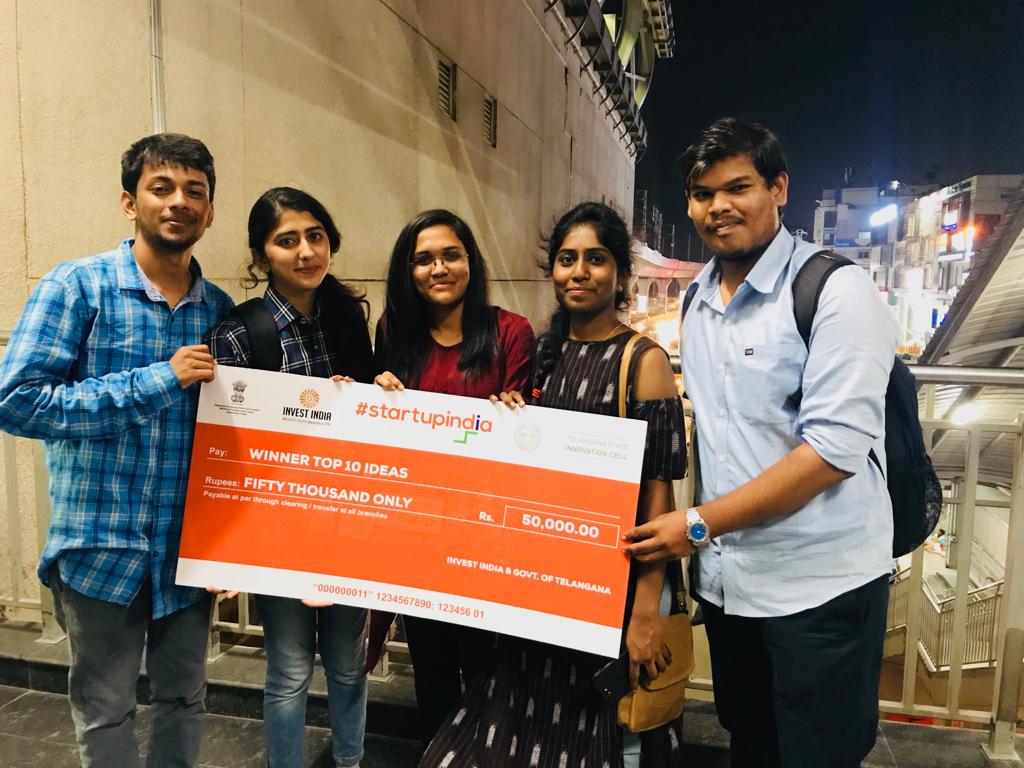 INVEST INDIA
#startupindia
TELANGANA STATE
INNOVATION CELL
Pay: WINNER TOP 10 IDEAS
Rupees: FIFTY THOUSAND ONLY
Payable at par through clearing / transfer at all branches
Rs. 50,000.00
INVEST INDIA & GOVT. OF TELANGANA
"000000011" 1234567890: 123456 01